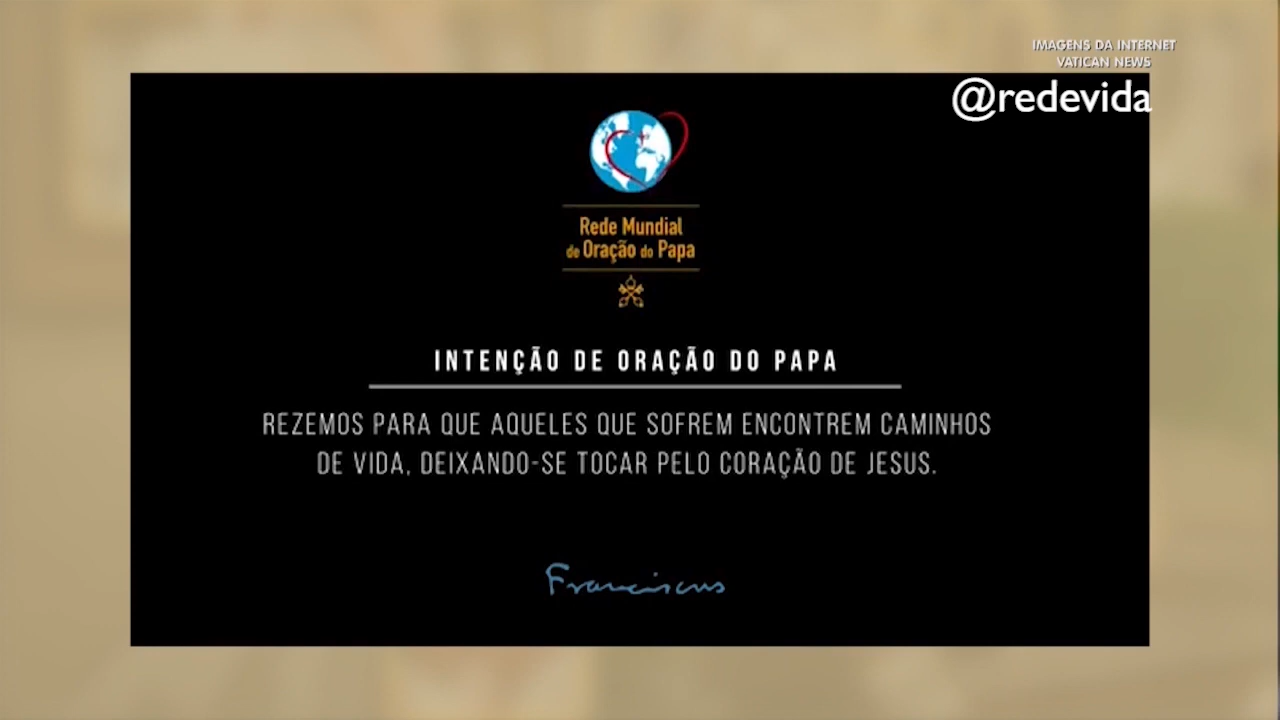 IMAGENS DA INTERNET
VATICAN NEWS
@redevida
Rede Mundial
de Oração do Papa
INTENÇÃO DE ORAÇÃO DO PAPA
REZEMOS PARA QUE AQUELES QUE SOFREM ENCONTREM CAMINHOS
DE VIDA, DEIXANDO-SE TOCAR PELO CORAÇÃO DE JESUS.
Franciscus